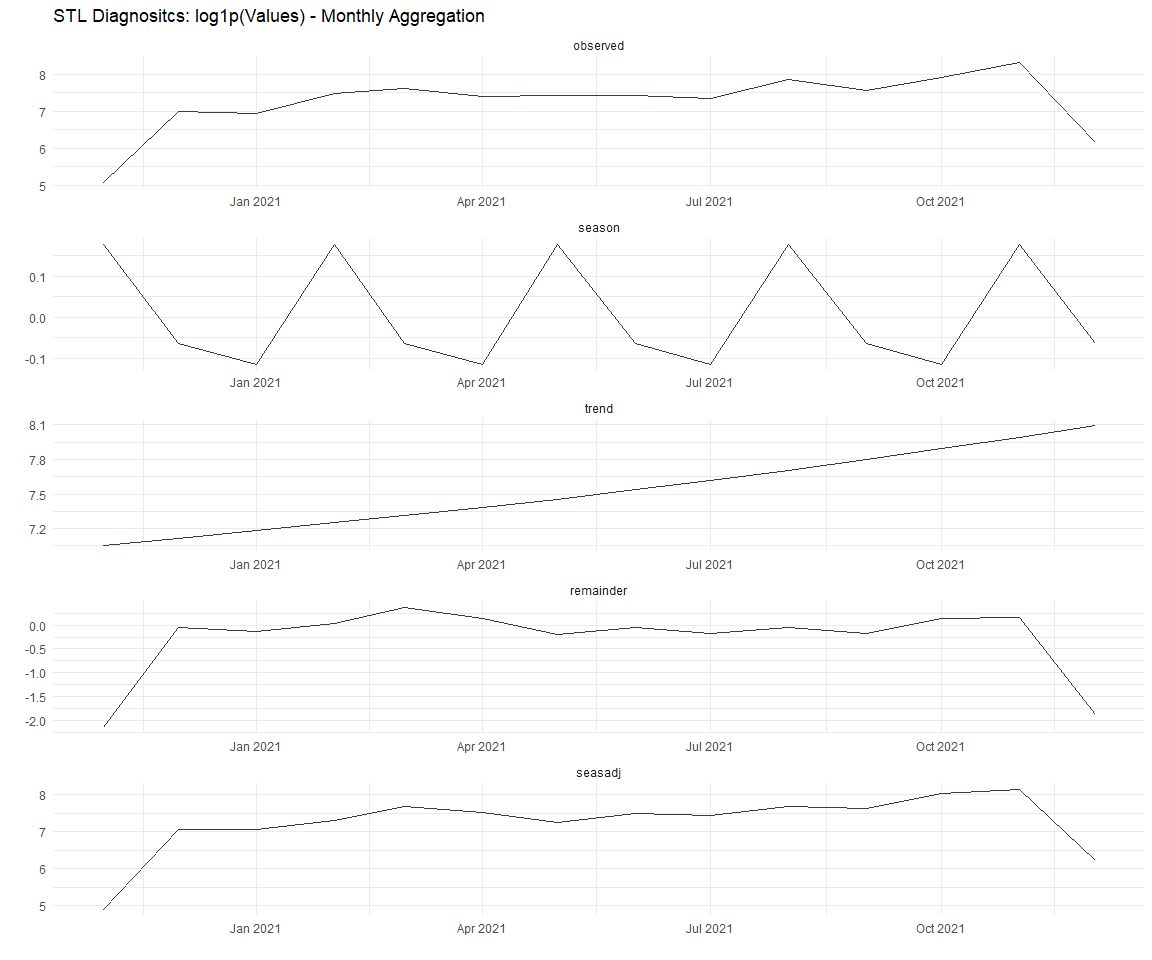 STL Diagnositcs: log1p(Values) - Monthly Aggregation
observed
8
7
6
5
Jan 2021 Apr 2021 Jul 2021 Oct 2021
season
0.1
0.0
-0.1
Jan 2021 Apr 2021 Jul 2021 Oct 2021
trend
8.1
7.8
7.5
7.2
Jan 2021 Apr 2021 Jul 2021 Oct 2021
remainder
0.0
-0.5
-1.0
-1.5
-2.0
Jan 2021 Apr 2021 Jul 2021 Oct 2021
seasadj
8
7
6
5
Jan 2021 Apr 2021 Jul 2021 Oct 2021